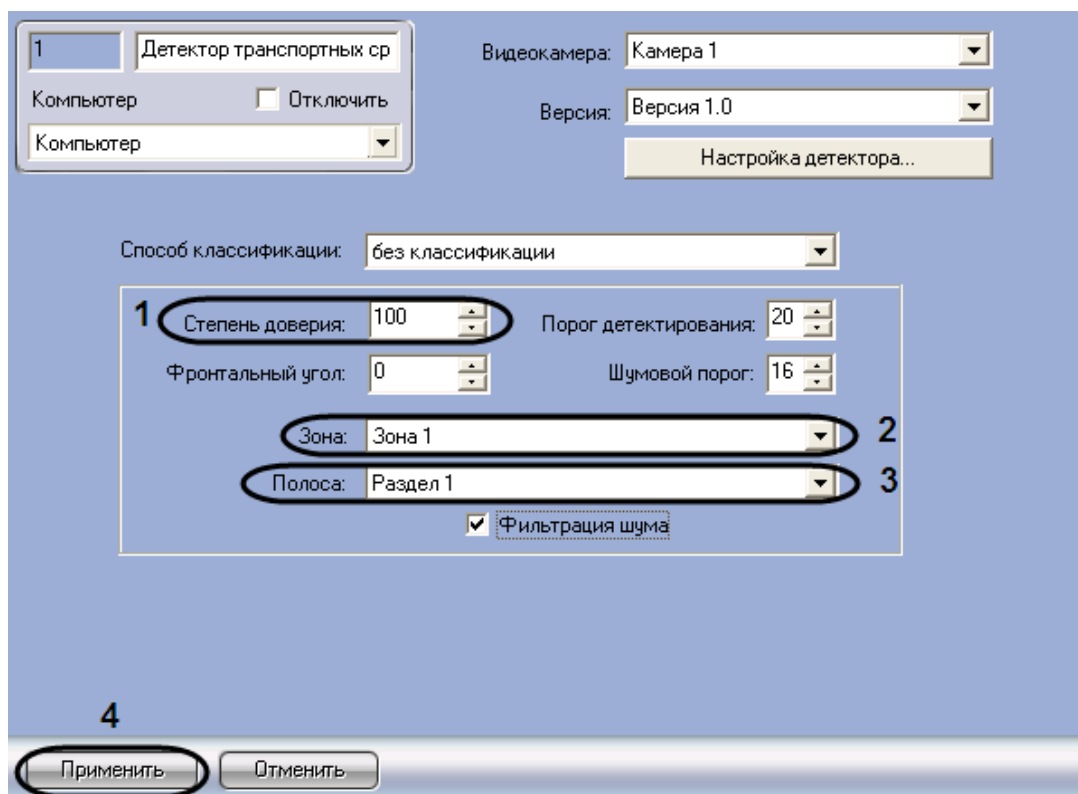 1 Детектор транспортных ср
Компьютер Отключить
Компьютер
Видеокамера: Камера 1
Версия: Версия 1.0
Настройка детектора...
Способ классификации: без классификации
1 Степень доверия: 100 Порог детектирования: 20
Фронтальный угол: 0 Шумовой порог: 16
Зона: Зона 1 2
Полоса: Раздел 1 3
Фильтрация шума
4
Применить Отменить